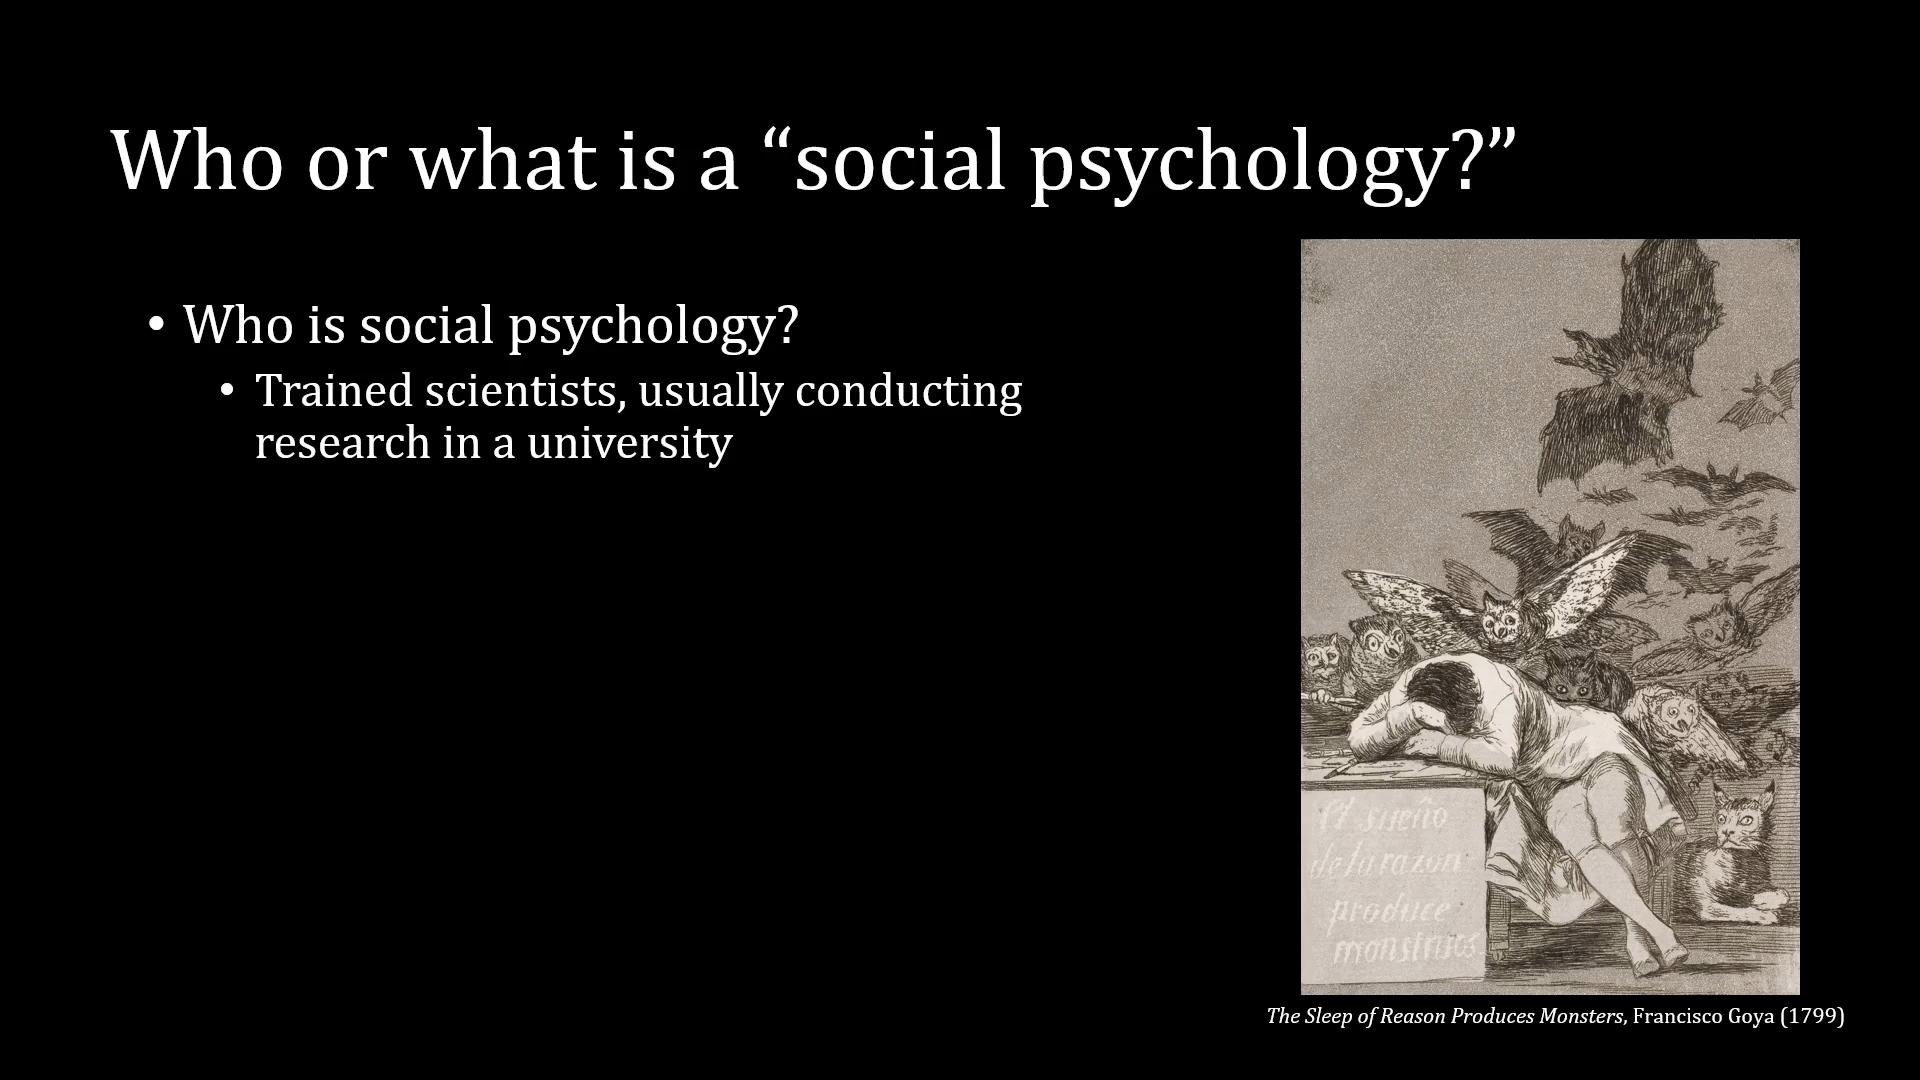 Who or what is a “social psychology?”
• Who is social psychology?
• Trained scientists, usually conducting
research in a university
El sueño
de la razon
produce
monstruos
The Sleep of Reason Produces Monsters, Francisco Goya (1799)